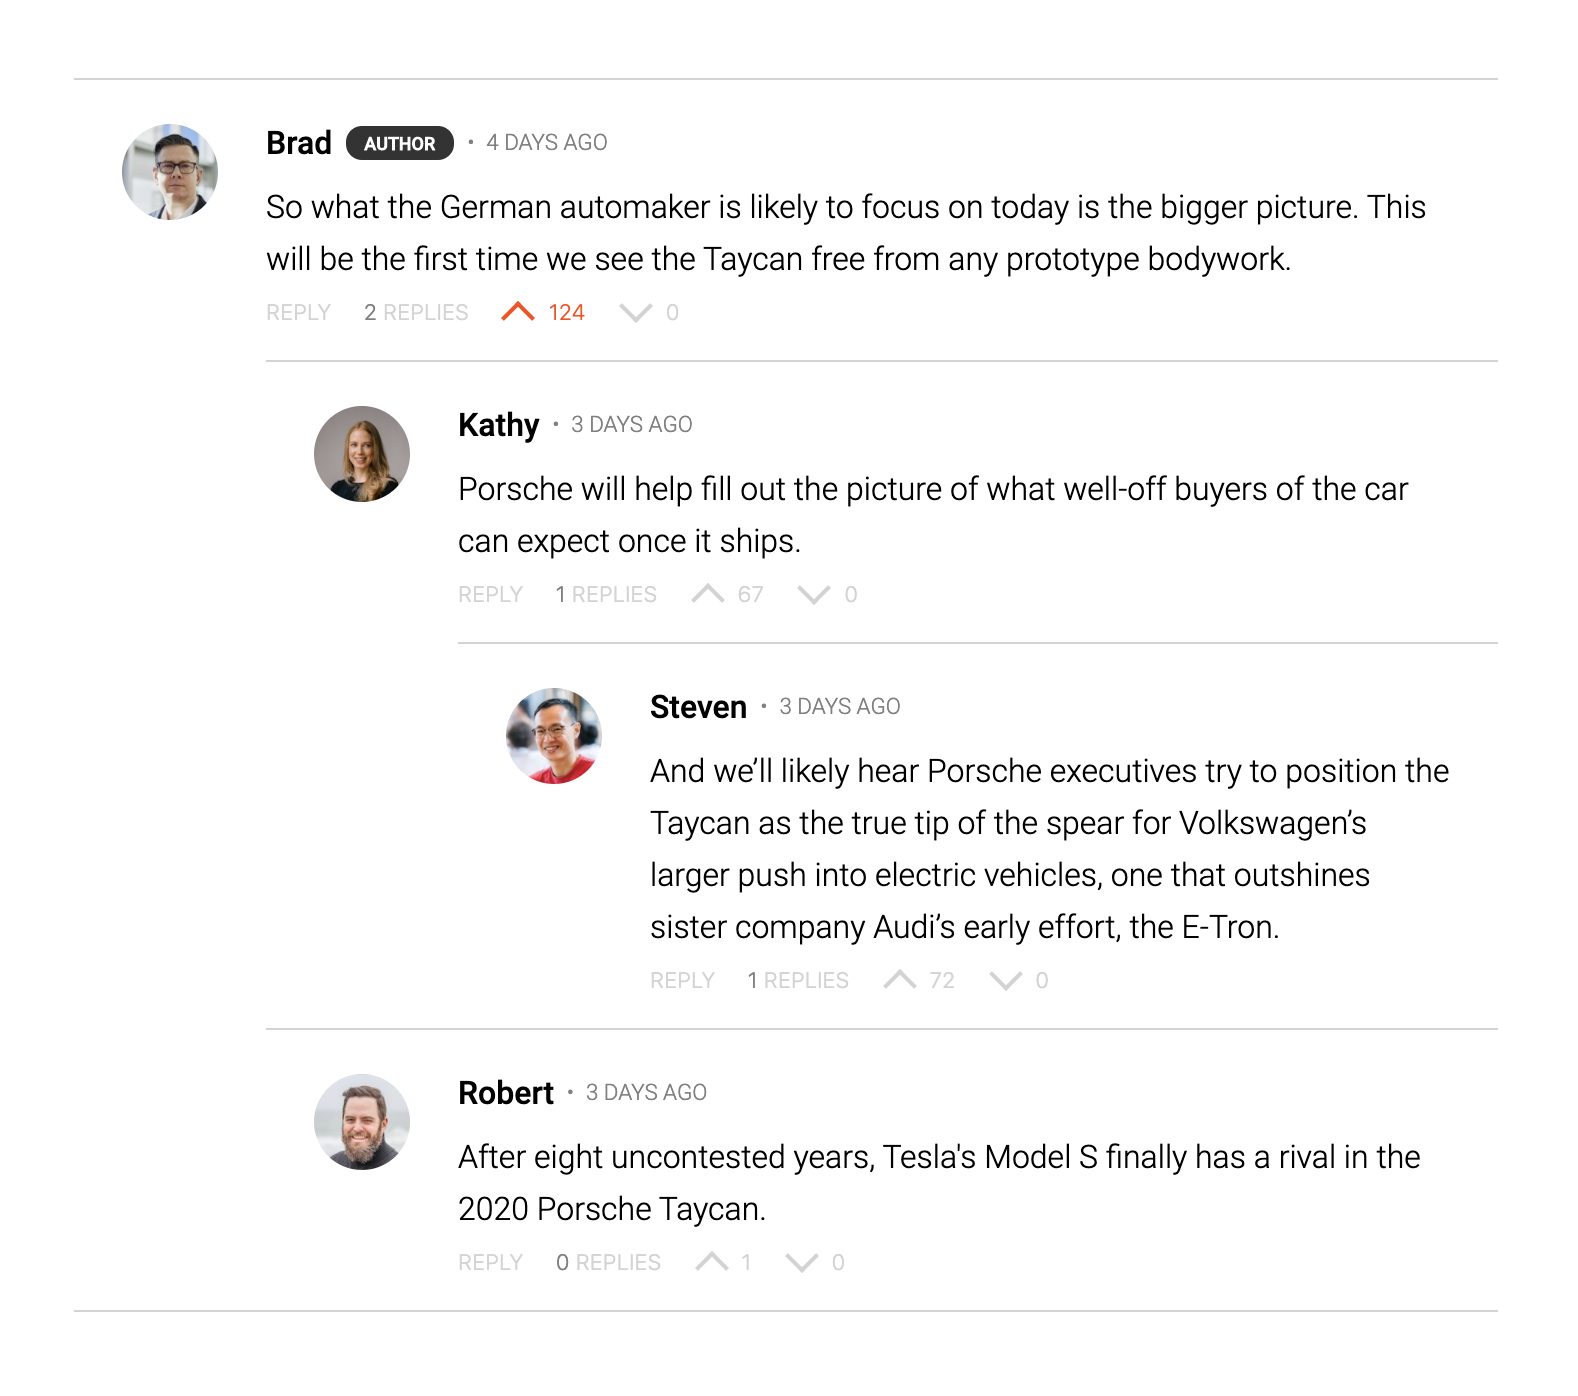 Brad AUTHOR • 4 DAYS AGO
So what the German automaker is likely to focus on today is the bigger picture. This
will be the first time we see the Taycan free from any prototype bodywork.
REPLY 2 REPLIES 124 0
Kathy • 3 DAYS AGO
Porsche will help fill out the picture of what well-off buyers of the car
can expect once it ships.
REPLY 1 REPLIES 67 0
Steven • 3 DAYS AGO
And we’ll likely hear Porsche executives try to position the
Taycan as the true tip of the spear for Volkswagen’s
larger push into electric vehicles, one that outshines
sister company Audi’s early effort, the E-Tron.
REPLY 1 REPLIES 72 0
Robert • 3 DAYS AGO
After eight uncontested years, Tesla's Model S finally has a rival in the
2020 Porsche Taycan.
REPLY 0 REPLIES 1 0